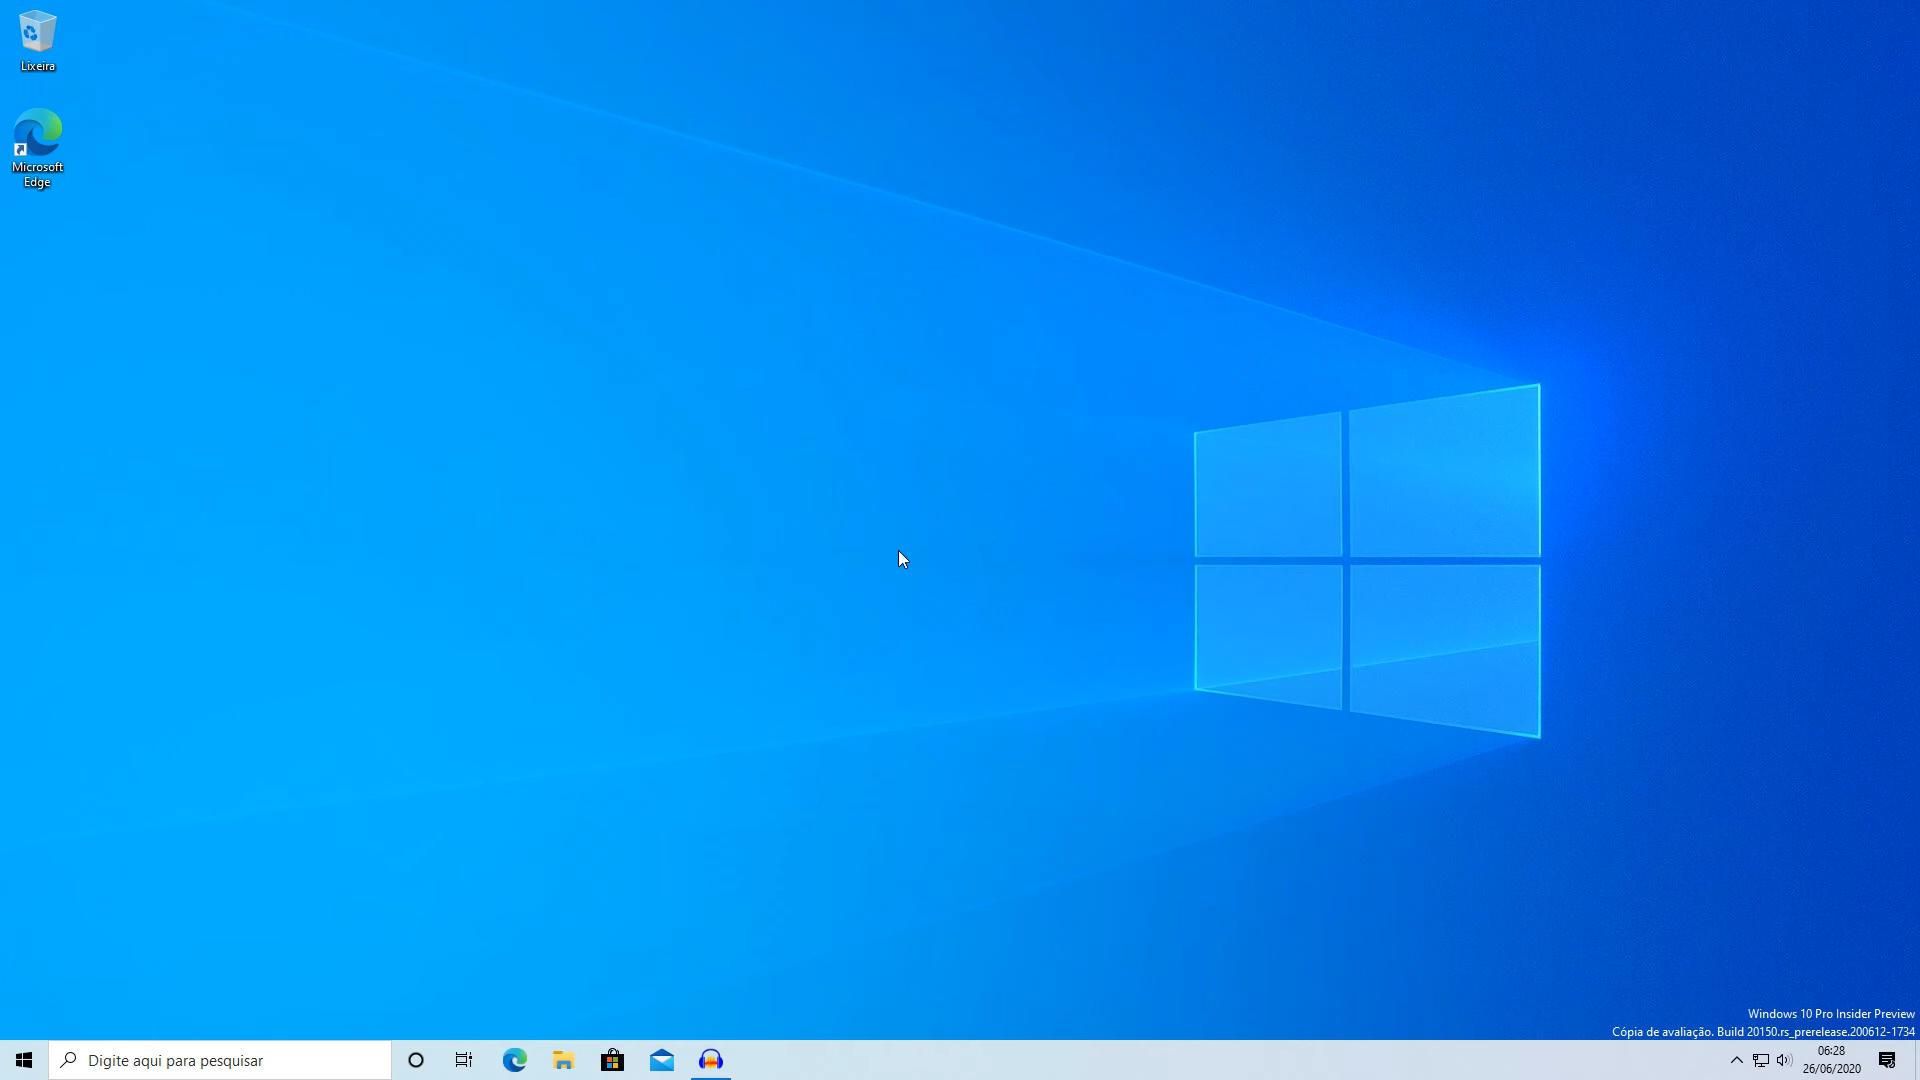 Lixeira
Microsoft
Edge
Windows 10 Pro Insider Preview
Cópia de avaliação. Build 20150.rs_prerelease.200612-1734
Digite aqui para pesquisar
06:28
26/06/2020